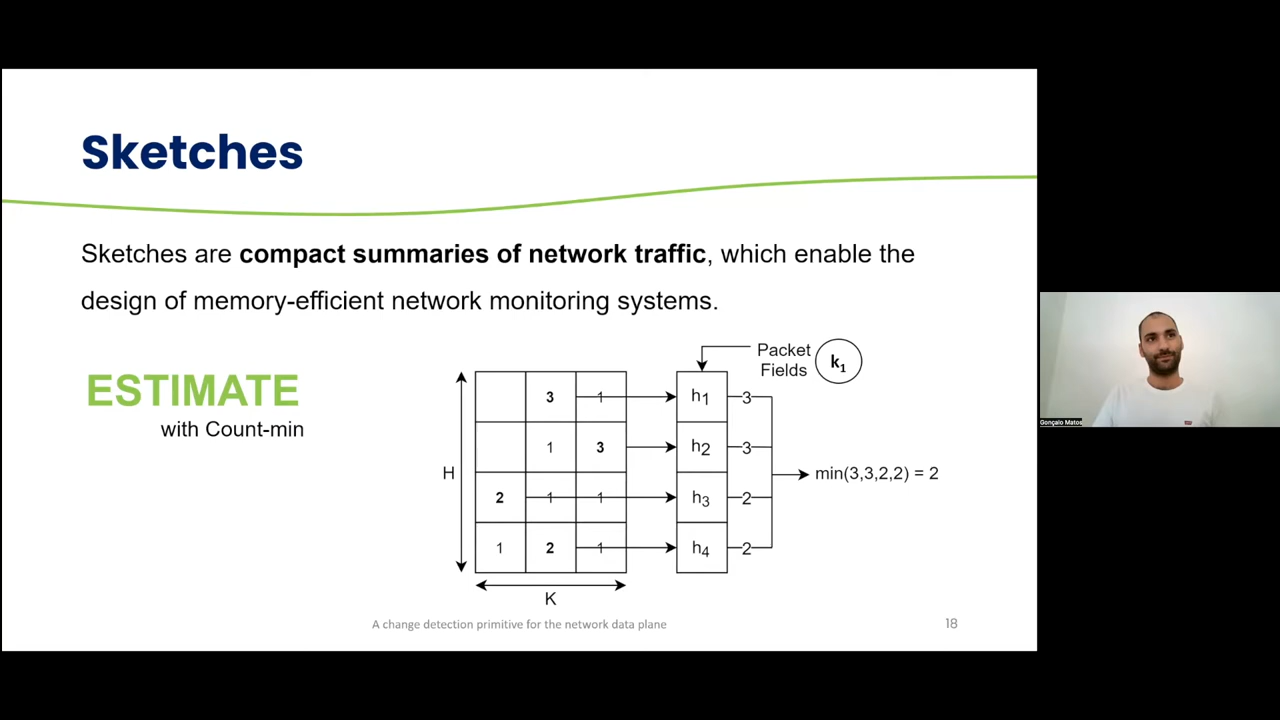 Sketches
Sketches are compact summaries of network traffic, which enable the
design of memory-efficient network monitoring systems.
ESTIMATE
with Count-min
Packet
Fields
k1
3 1 h1 3
1 3 h2 3
H
min(3,3,2,2) = 2
2 1 1 h3 2
1 2 1 h4 2
K
A change detection primitive for the network data plane
18
Gonçalo Matos